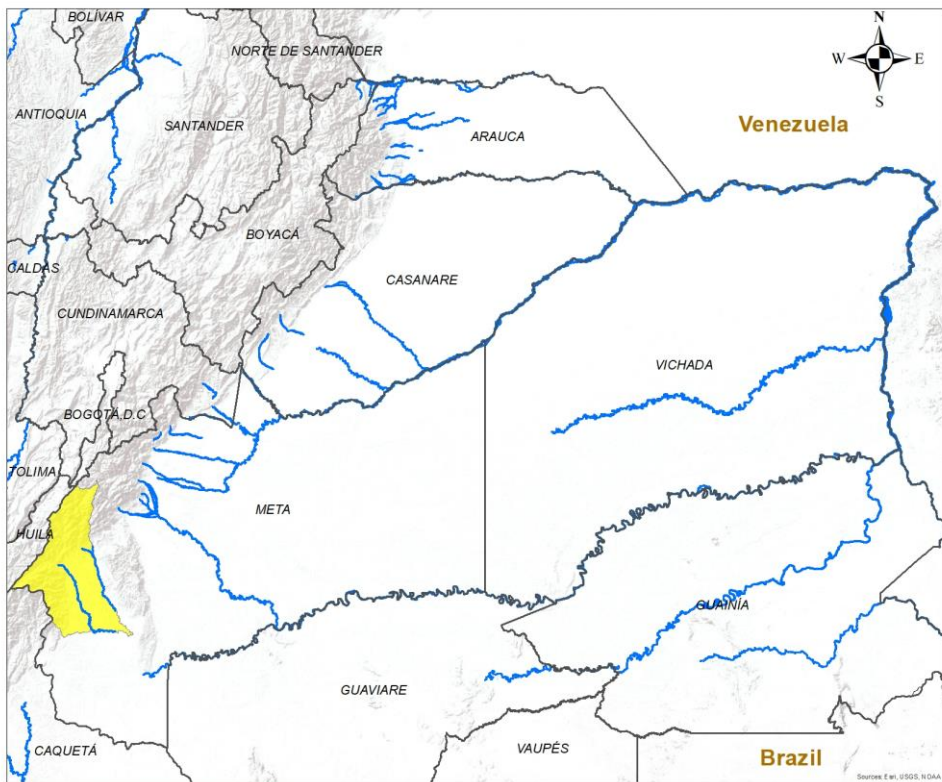 BOLÍVAR
N
NORTE DE SANTANDER
W
E
S
ANTIOQUIA
SANTANDER
ARAUCA
Venezuela
BOYACÁ
CALDAS
CASANARE
CUNDINAMARCA
VICHADA
BOGOTÁ,D.C
TOLIMA
META
HUILA
GUAINÍA
GUAVIARE
CAQUETÁ
VAUPÉS
Brazil
Sources: Esri, USGS, NOAA